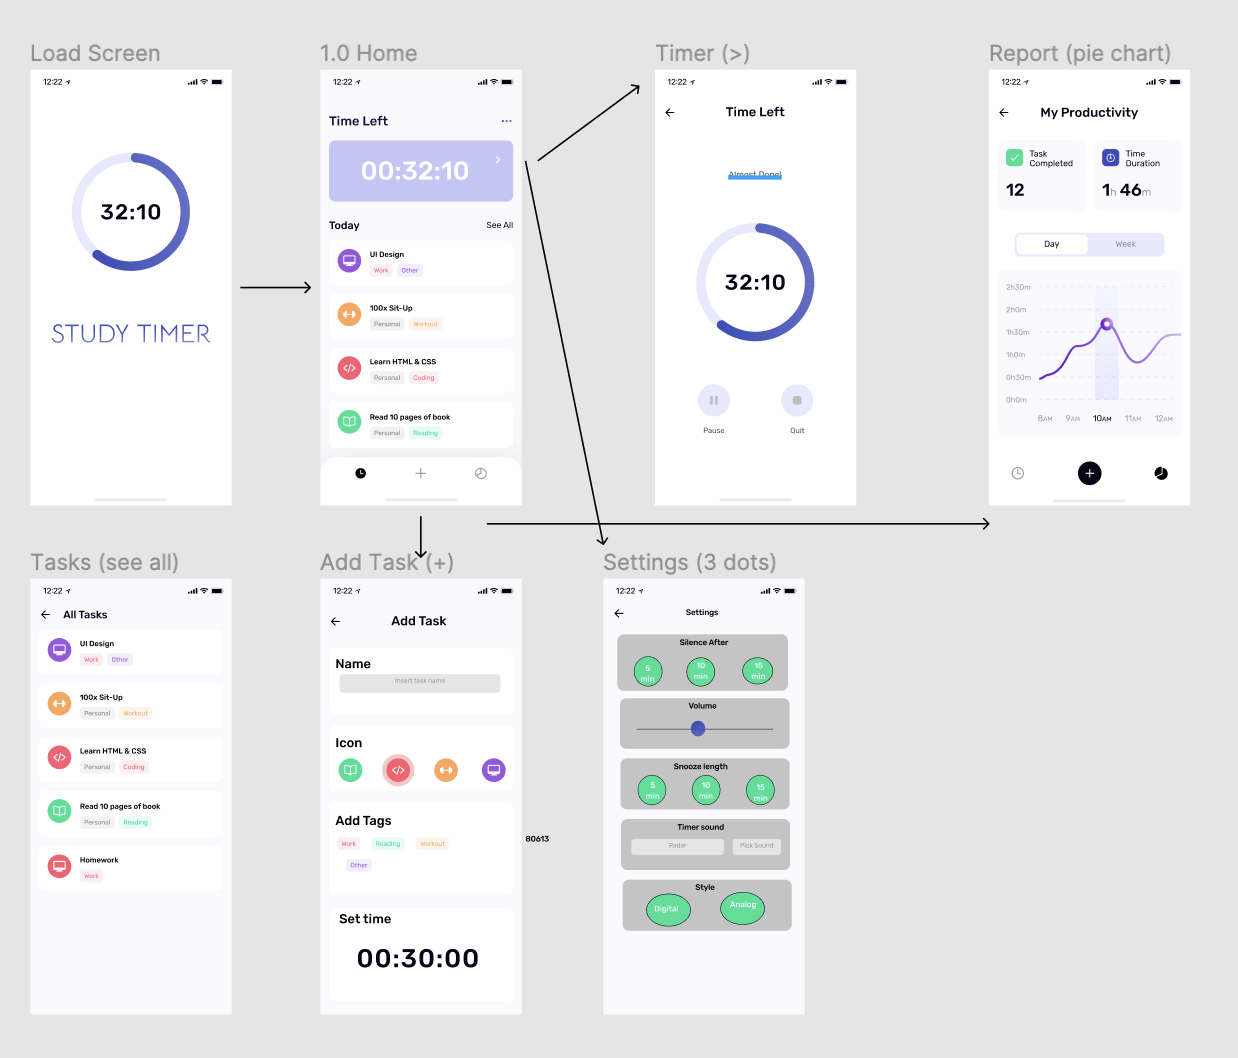 Load Screen
12:22
32:10
STUDY TIMER
1.0 Home
12:22
Time Left
00:32:10
Today
See All
UI Design
Work
Other
100x Sit-Up
Personal
Workout
Learn HTML & CSS
Personal
Coding
Read 10 pages of book
Personal
Reading
Timer (>)
12:22
Time Left
Almost Done!
32:10
Pause
Quit
Report (pie chart)
12:22
My Productivity
Task
Completed
12
Time
Duration
1h 46m
Day
Week
2h30m
2h0m
1h30m
1h0m
0h30m
0h0m
8AM
9AM
10AM
11AM
12AM
Tasks (see all)
12:22
All Tasks
UI Design
Work
Other
100x Sit-Up
Personal
Workout
Learn HTML & CSS
Personal
Coding
Read 10 pages of book
Personal
Reading
Homework
Work
Add Task (+)
12:22
Add Task
Name
Insert task name
Icon
Add Tags
Work
Reading
Workout
Other
80613
Set time
00:30:00
Settings (3 dots)
12:22
Settings
Silence After
5
min
10
min
15
min
Volume
Snooze length
5
min
10
min
15
min
Timer sound
Radar
Pick Sound
Style
Digital
Analog